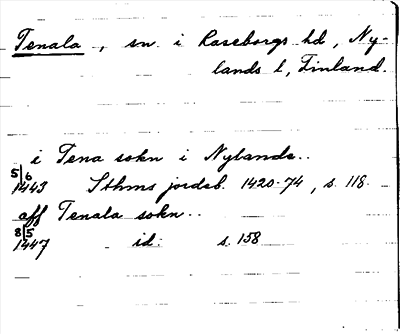 Tenala, sn. i Raseborgs hd, Ny-
lands l, Finland.
i Tena sokn i Nylande..
5/6
1443 Sthms jordeb. 1420-74, s. 118.
aff Tenala sokn..
8/5
1447 id. s. 158